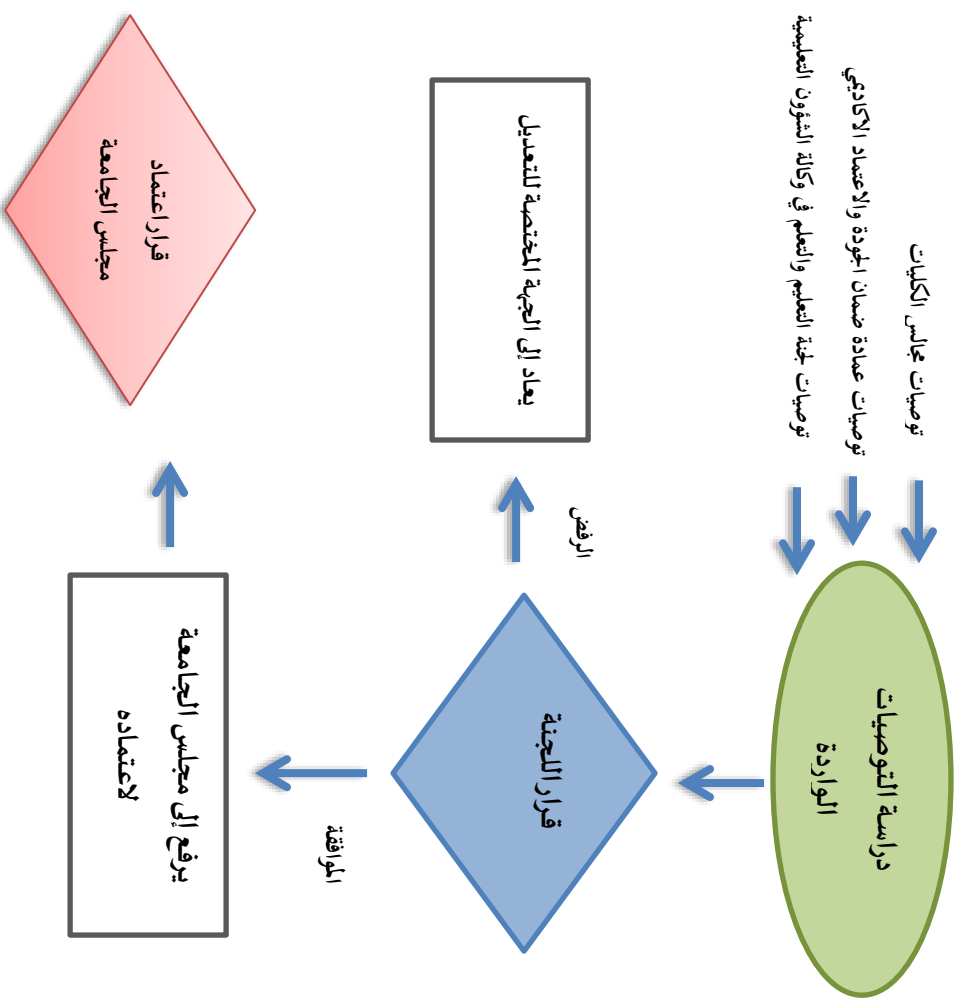 توصيات مجالس الكليات
توصيات عمادة ضمان الجودة والاعتماد الاكاديمي
توصيات لجنة التعليم والتعلم في وكالة الشؤون التعليمية
دراسة التوصيات
الواردة
قرار اللجنة
الرفض
يعاد إلى الجهة المختصة للتعديل
الموافقة
يرفع إلى مجلس الجامعة
لاعتماده
قرار اعتماد
مجلس الجامعة